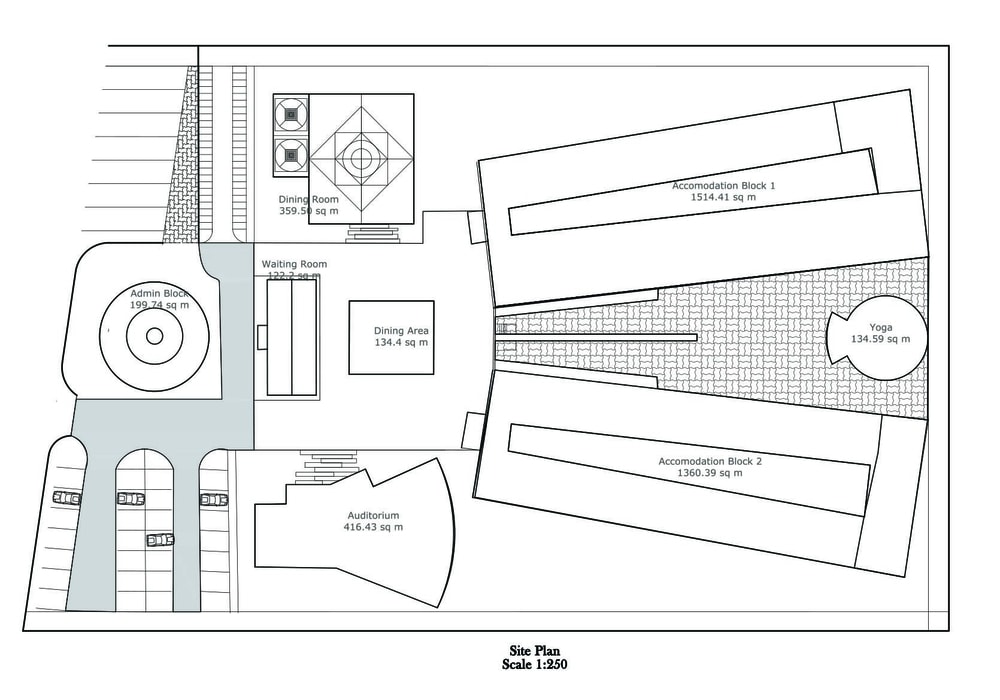 Dining Room
359.50 sq m
Accomodation Block 1
1514.41 sq m
Waiting Room
122.2 sq m
Admin Block
199.74 sq m
Dining Area
134.4 sq m
Yoga
134.59 sq m
Accomodation Block 2
1360.39 sq m
Auditorium
416.43 sq m
Site Plan
Scale 1:250